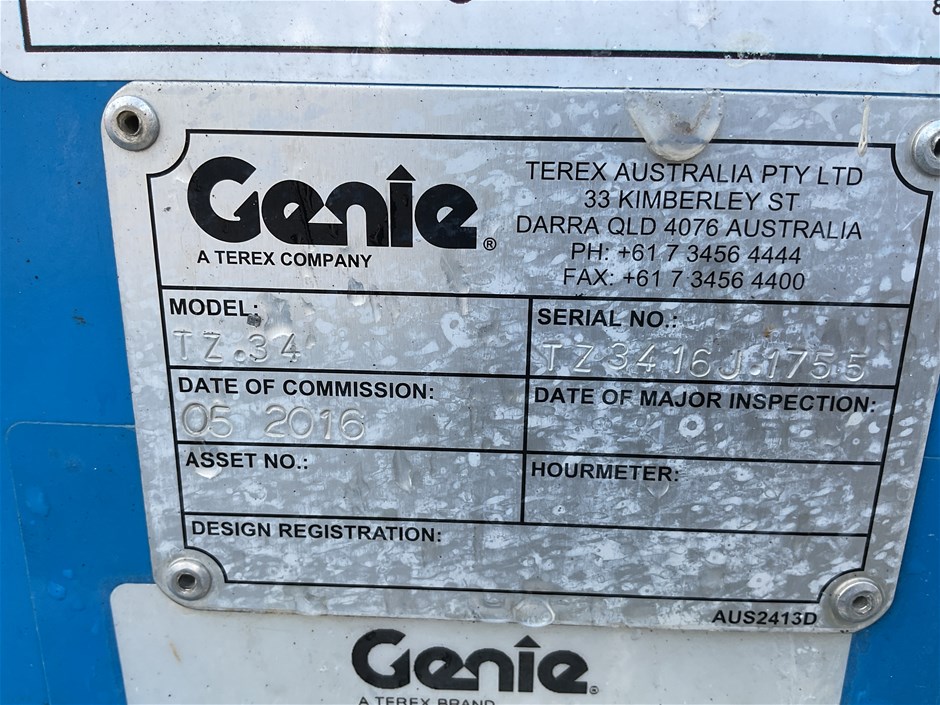 Genie®
A TEREX COMPANY
TEREX AUSTRALIA PTY LTD
33 KIMBERLEY ST
DARRA QLD 4076 AUSTRALIA
PH: +61 7 3456 4444
FAX: +61 7 3456 4400
MODEL:
TZ.34
SERIAL NO.:
TZ3416J.1755
DATE OF COMMISSION:
05 2016
DATE OF MAJOR INSPECTION:
ASSET NO.:
HOURMETER:
DESIGN REGISTRATION:
AUS2413D
Genie®
A TEREX BRAND